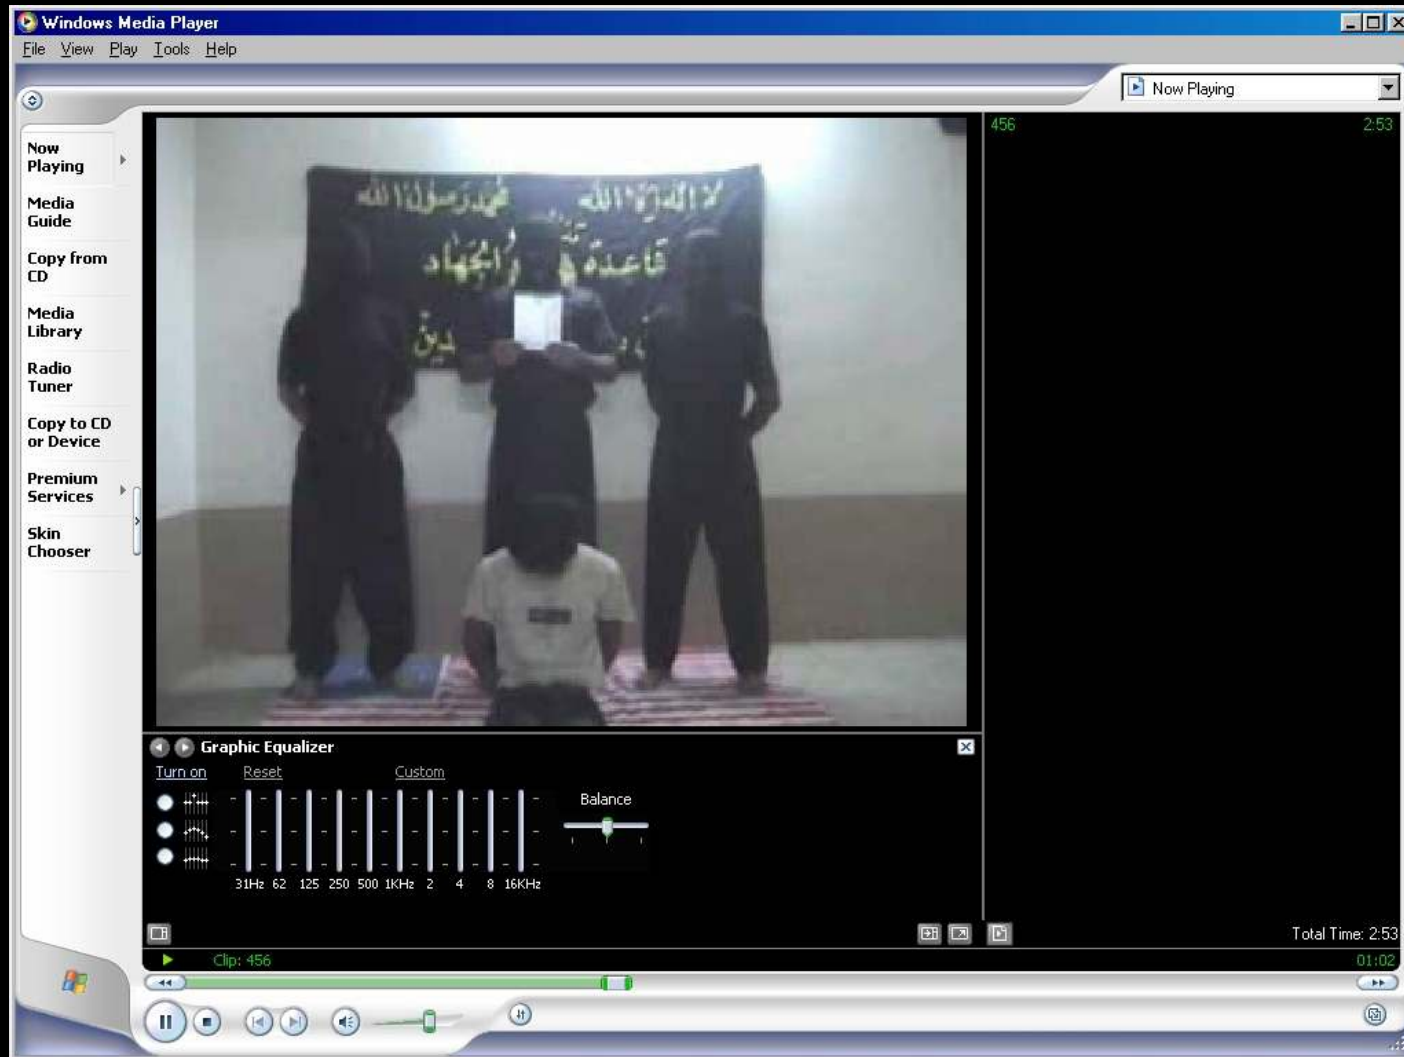 Windows Media Player
File View Play Tools Help
Now Playing
456 2:53
Now
Playing
Media
Guide
Copy from
CD
Media
Library
Radio
Tuner
Copy to CD
or Device
Premium
Services
Skin
Chooser
لا إله إلا الله محمد رسول الله
قاعدة الجهاد
Graphic Equalizer
Turn on Reset Custom
Balance
31Hz 62 125 250 500 1KHz 2 4 8 16KHz
Total Time: 2:53
Clip: 456 01:02